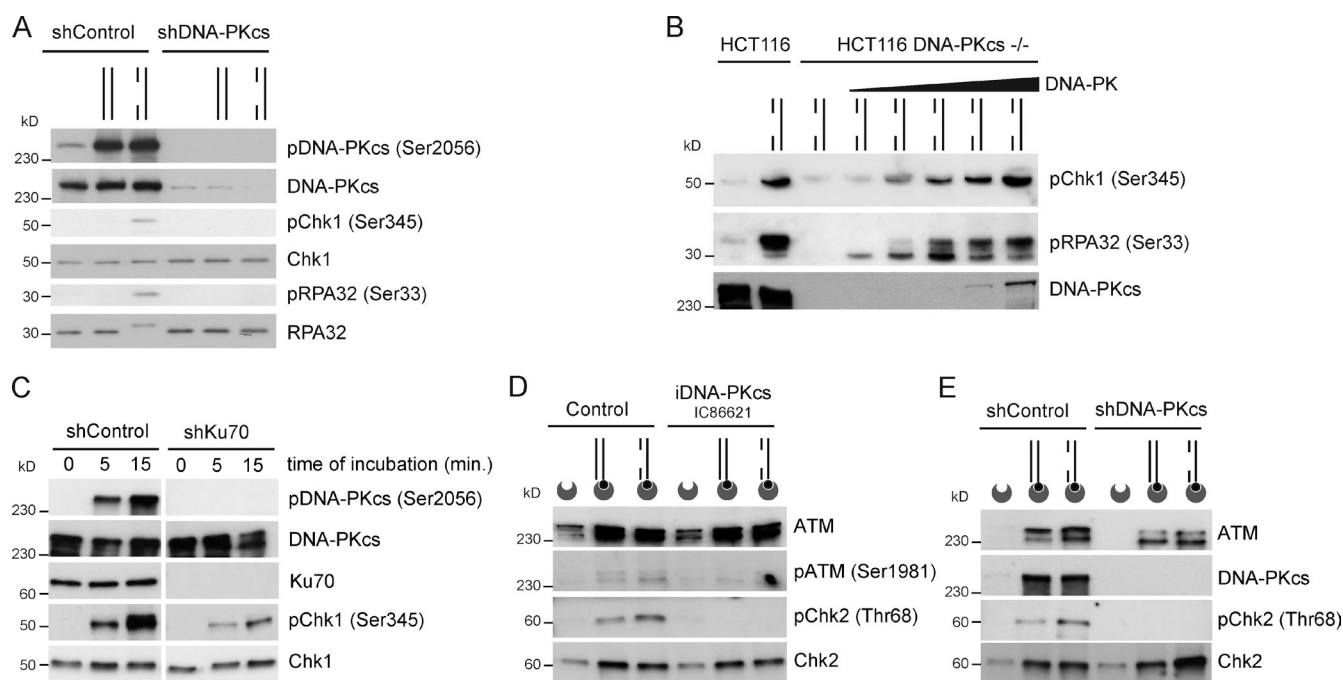 A
shControl shDNA-PKcs
kD
230 pDNA-PKcs (Ser2056)
230 DNA-PKcs
50 pChk1 (Ser345)
50 Chk1
30 pRPA32 (Ser33)
30 RPA32
B
HCT116 HCT116 DNA-PKcs -/-
DNA-PK
kD
50 pChk1 (Ser345)
30 pRPA32 (Ser33)
230 DNA-PKcs
C
shControl shKu70
kD 0 5 15 0 5 15 time of incubation (min.)
230 pDNA-PKcs (Ser2056)
230 DNA-PKcs
60 Ku70
50 pChk1 (Ser345)
50 Chk1
D
Control iDNA-PKcs
IC86621
kD
230 ATM
230 pATM (Ser1981)
60 pChk2 (Thr68)
60 Chk2
E
shControl shDNA-PKcs
kD
230 ATM
230 DNA-PKcs
60 pChk2 (Thr68)
60 Chk2